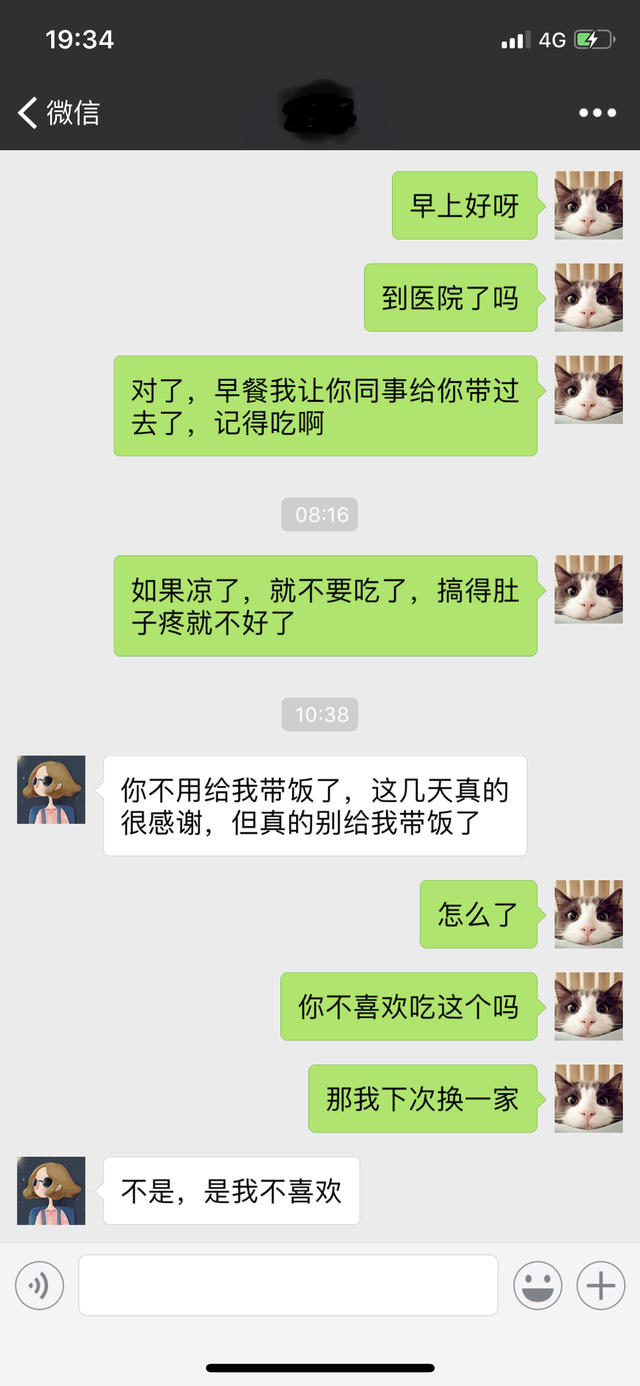 19:34
4G
微信
早上好呀
到医院了吗
对了，早餐我让你同事给你带过
去了，记得吃啊
08:16
如果凉了，就不要吃了，搞得肚
子疼就不好了
10:38
你不用给我带饭了，这几天真的
很感谢，但真的别给我带饭了
怎么了
你不喜欢吃这个吗
那我下次换一家
不是，是我不喜欢